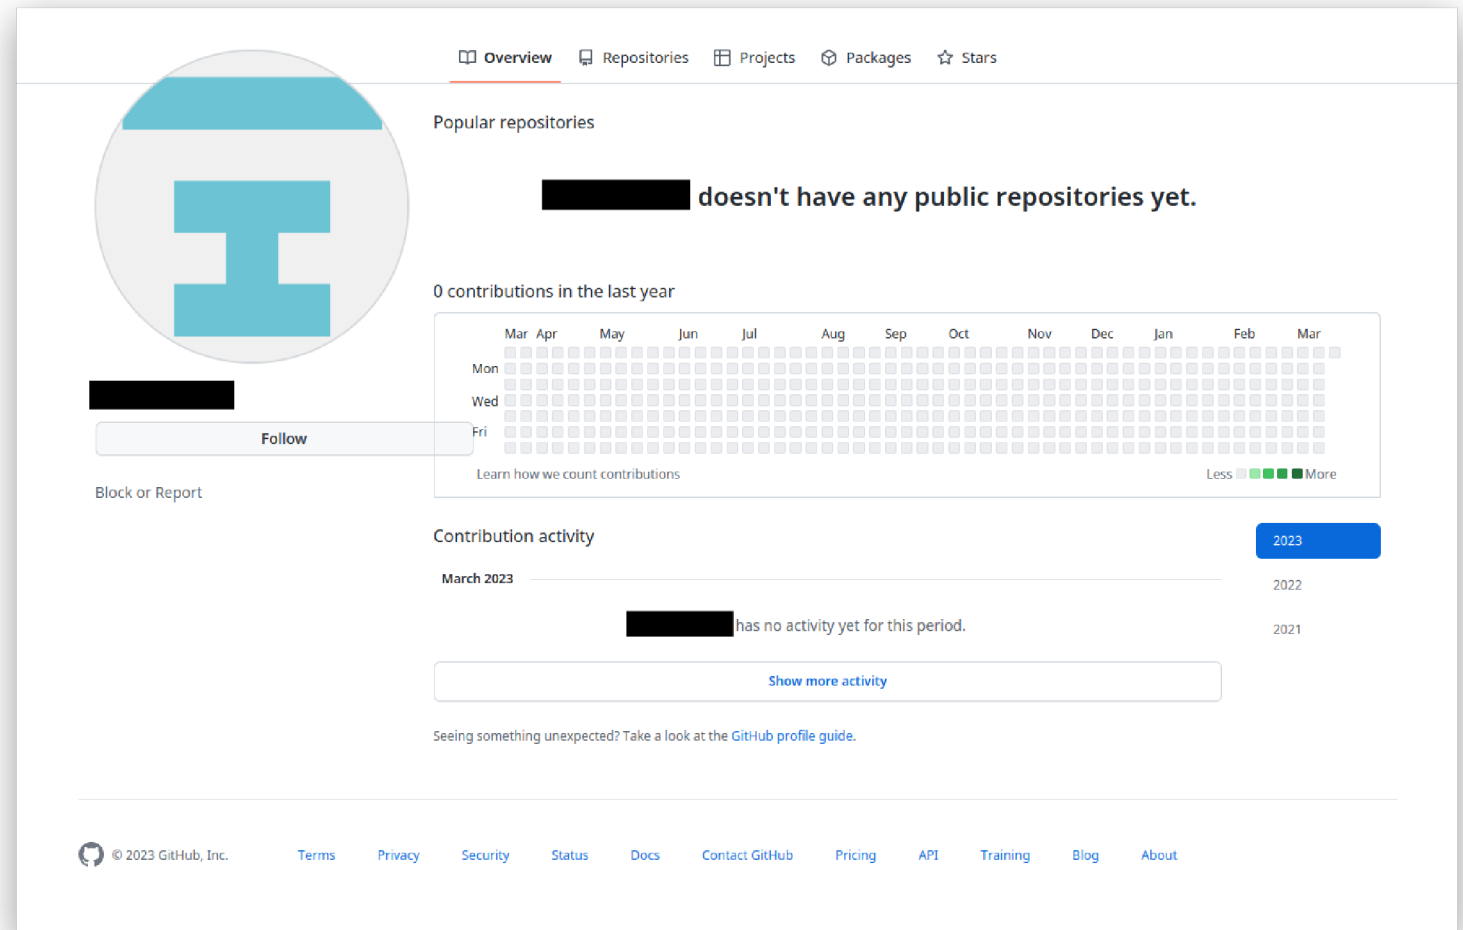 Overview Repositories Projects Packages Stars
Popular repositories
doesn't have any public repositories yet.
0 contributions in the last year
Mar Apr May Jun Jul Aug Sep Oct Nov Dec Jan Feb Mar
Mon
Wed
Fri
Learn how we count contributions
Less More
Follow
Block or Report
Contribution activity
2023
2022
2021
March 2023
has no activity yet for this period.
Show more activity
Seeing something unexpected? Take a look at the GitHub profile guide.
© 2023 GitHub, Inc. Terms Privacy Security Status Docs Contact GitHub Pricing API Training Blog About